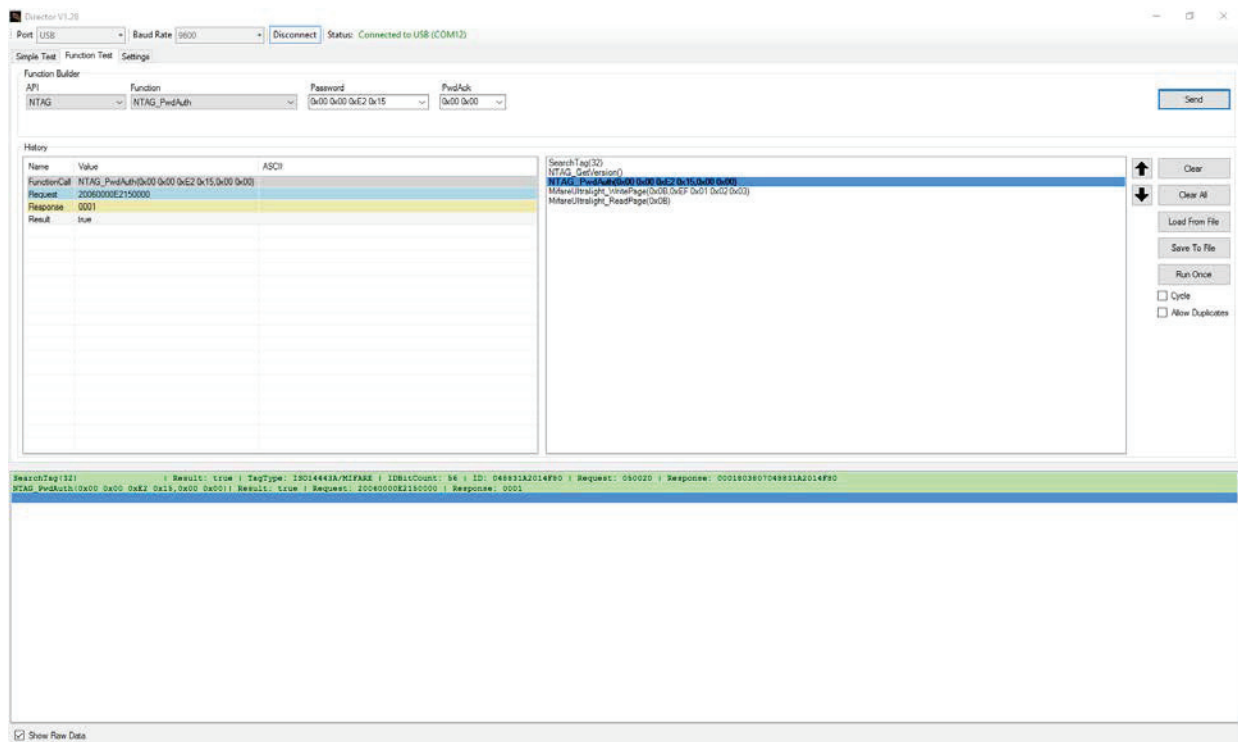 Director V1.28
Port USB Baud Rate 9600 Disconnect Status: Connected to USB (COM12)
Simple Test Function Test Settings
Function Builder
API Function Password PwdAck
NTAG NTAG_PwdAuth 0x00 0x00 0xE2 0x15 0x00 0x00 Send
History
Name Value ASCII
FunctionCall NTAG_PwdAuth(0x00 0x00 0xE2 0x15,0x00 0x00)
Request 20060000E2150000
Response 0001
Result true
SearchTag(32)
NTAG_GetVersion()
NTAG_PwdAuth(0x00 0x00 0xE2 0x15,0x00 0x00)
MifareUltralight_WritePage(0x0B,0xEF 0x01 0x02 0x03)
MifareUltralight_ReadPage(0x0B)
Clear
Clear All
Load From File
Save To File
Run Once
Cycle
Allow Duplicates
SearchTag(32) | Result: true | TagType: ISO14443A/MIFARE | IDBitCount: 56 | ID: | Request: 050020 | Response:
NTAG_PwdAuth(0x00 0x00 0xE2 0x15,0x00 0x00)| Result: true | Request: 20060000E2150000 | Response: 0001
Show Raw Data